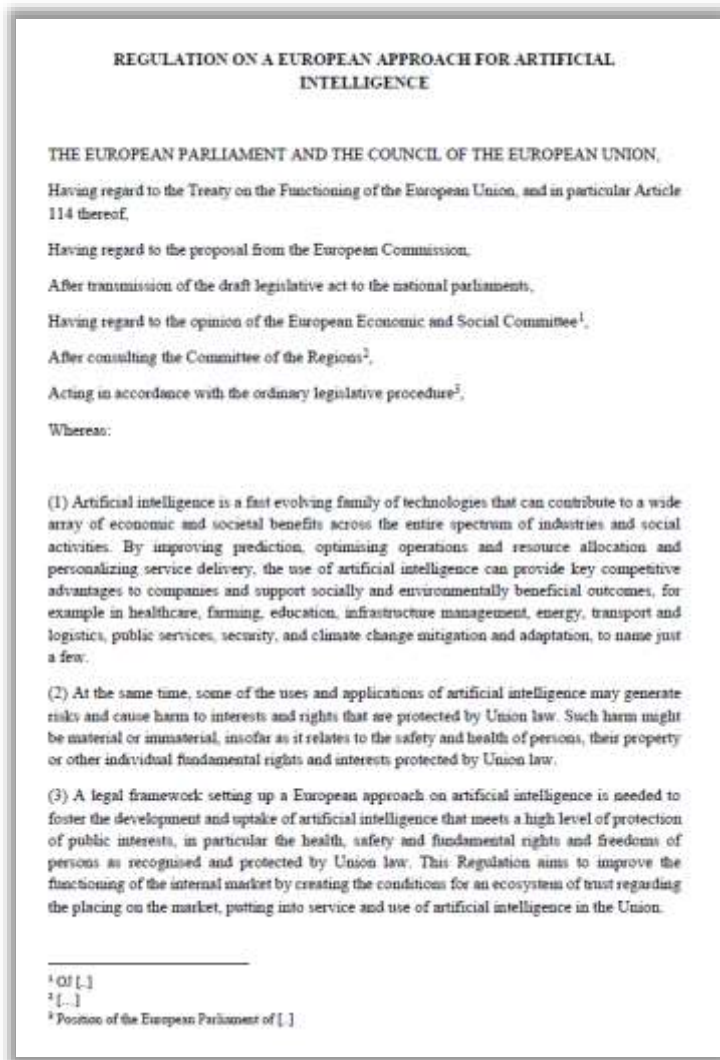 REGULATION ON A EUROPEAN APPROACH FOR ARTIFICIAL
INTELLIGENCE
THE EUROPEAN PARLIAMENT AND THE COUNCIL OF THE EUROPEAN UNION,
Having regard to the Treaty on the Functioning of the European Union, and in particular Article
114 thereof,
Having regard to the proposal from the European Commission,
After transmission of the draft legislative act to the national parliaments,
Having regard to the opinion of the European Economic and Social Committee¹,
After consulting the Committee of the Regions²,
Acting in accordance with the ordinary legislative procedure³,
Whereas:
(1) Artificial intelligence is a fast evolving family of technologies that can contribute to a wide
array of economic and societal benefits across the entire spectrum of industries and social
activities. By improving prediction, optimising operations and resource allocation and
personalizing service delivery, the use of artificial intelligence can provide key competitive
advantages to companies and support socially and environmentally beneficial outcomes, for
example in healthcare, farming, education, infrastructure management, energy, transport and
logistics, public services, security, and climate change mitigation and adaptation, to name just
a few.
(2) At the same time, some of the uses and applications of artificial intelligence may generate
risks and cause harm to interests and rights that are protected by Union law. Such harm might
be material or immaterial, insofar as it relates to the safety and health of persons, their property
or other individual fundamental rights and interests protected by Union law.
(3) A legal framework setting up a European approach on artificial intelligence is needed to
foster the development and uptake of artificial intelligence that meets a high level of protection
of public interests, in particular the health, safety and fundamental rights and freedoms of
persons as recognised and protected by Union law. This Regulation aims to improve the
functioning of the internal market by creating the conditions for an ecosystem of trust regarding
the placing on the market, putting into service and use of artificial intelligence in the Union.
¹ OJ [..]
² [...]
³ Position of the European Parliament of [..]